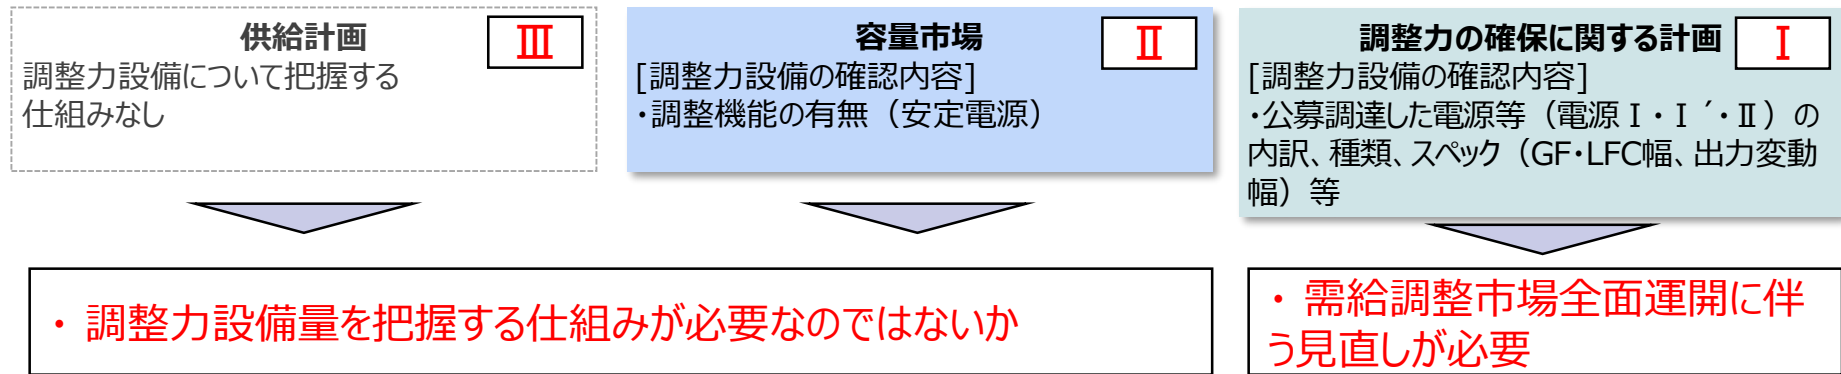 供給計画
Ⅲ
調整力設備について把握する
仕組みなし
容量市場
Ⅱ
[調整力設備の確認内容]
・調整機能の有無（安定電源）
調整力の確保に関する計画
Ⅰ
[調整力設備の確認内容]
・公募調達した電源等（電源Ⅰ・Ⅰ´・Ⅱ）の
内訳、種類、スペック（GF・LFC幅、出力変動
幅）等
・ 調整力設備量を把握する仕組みが必要なのではないか
・ 需給調整市場全面運開に伴
う見直しが必要